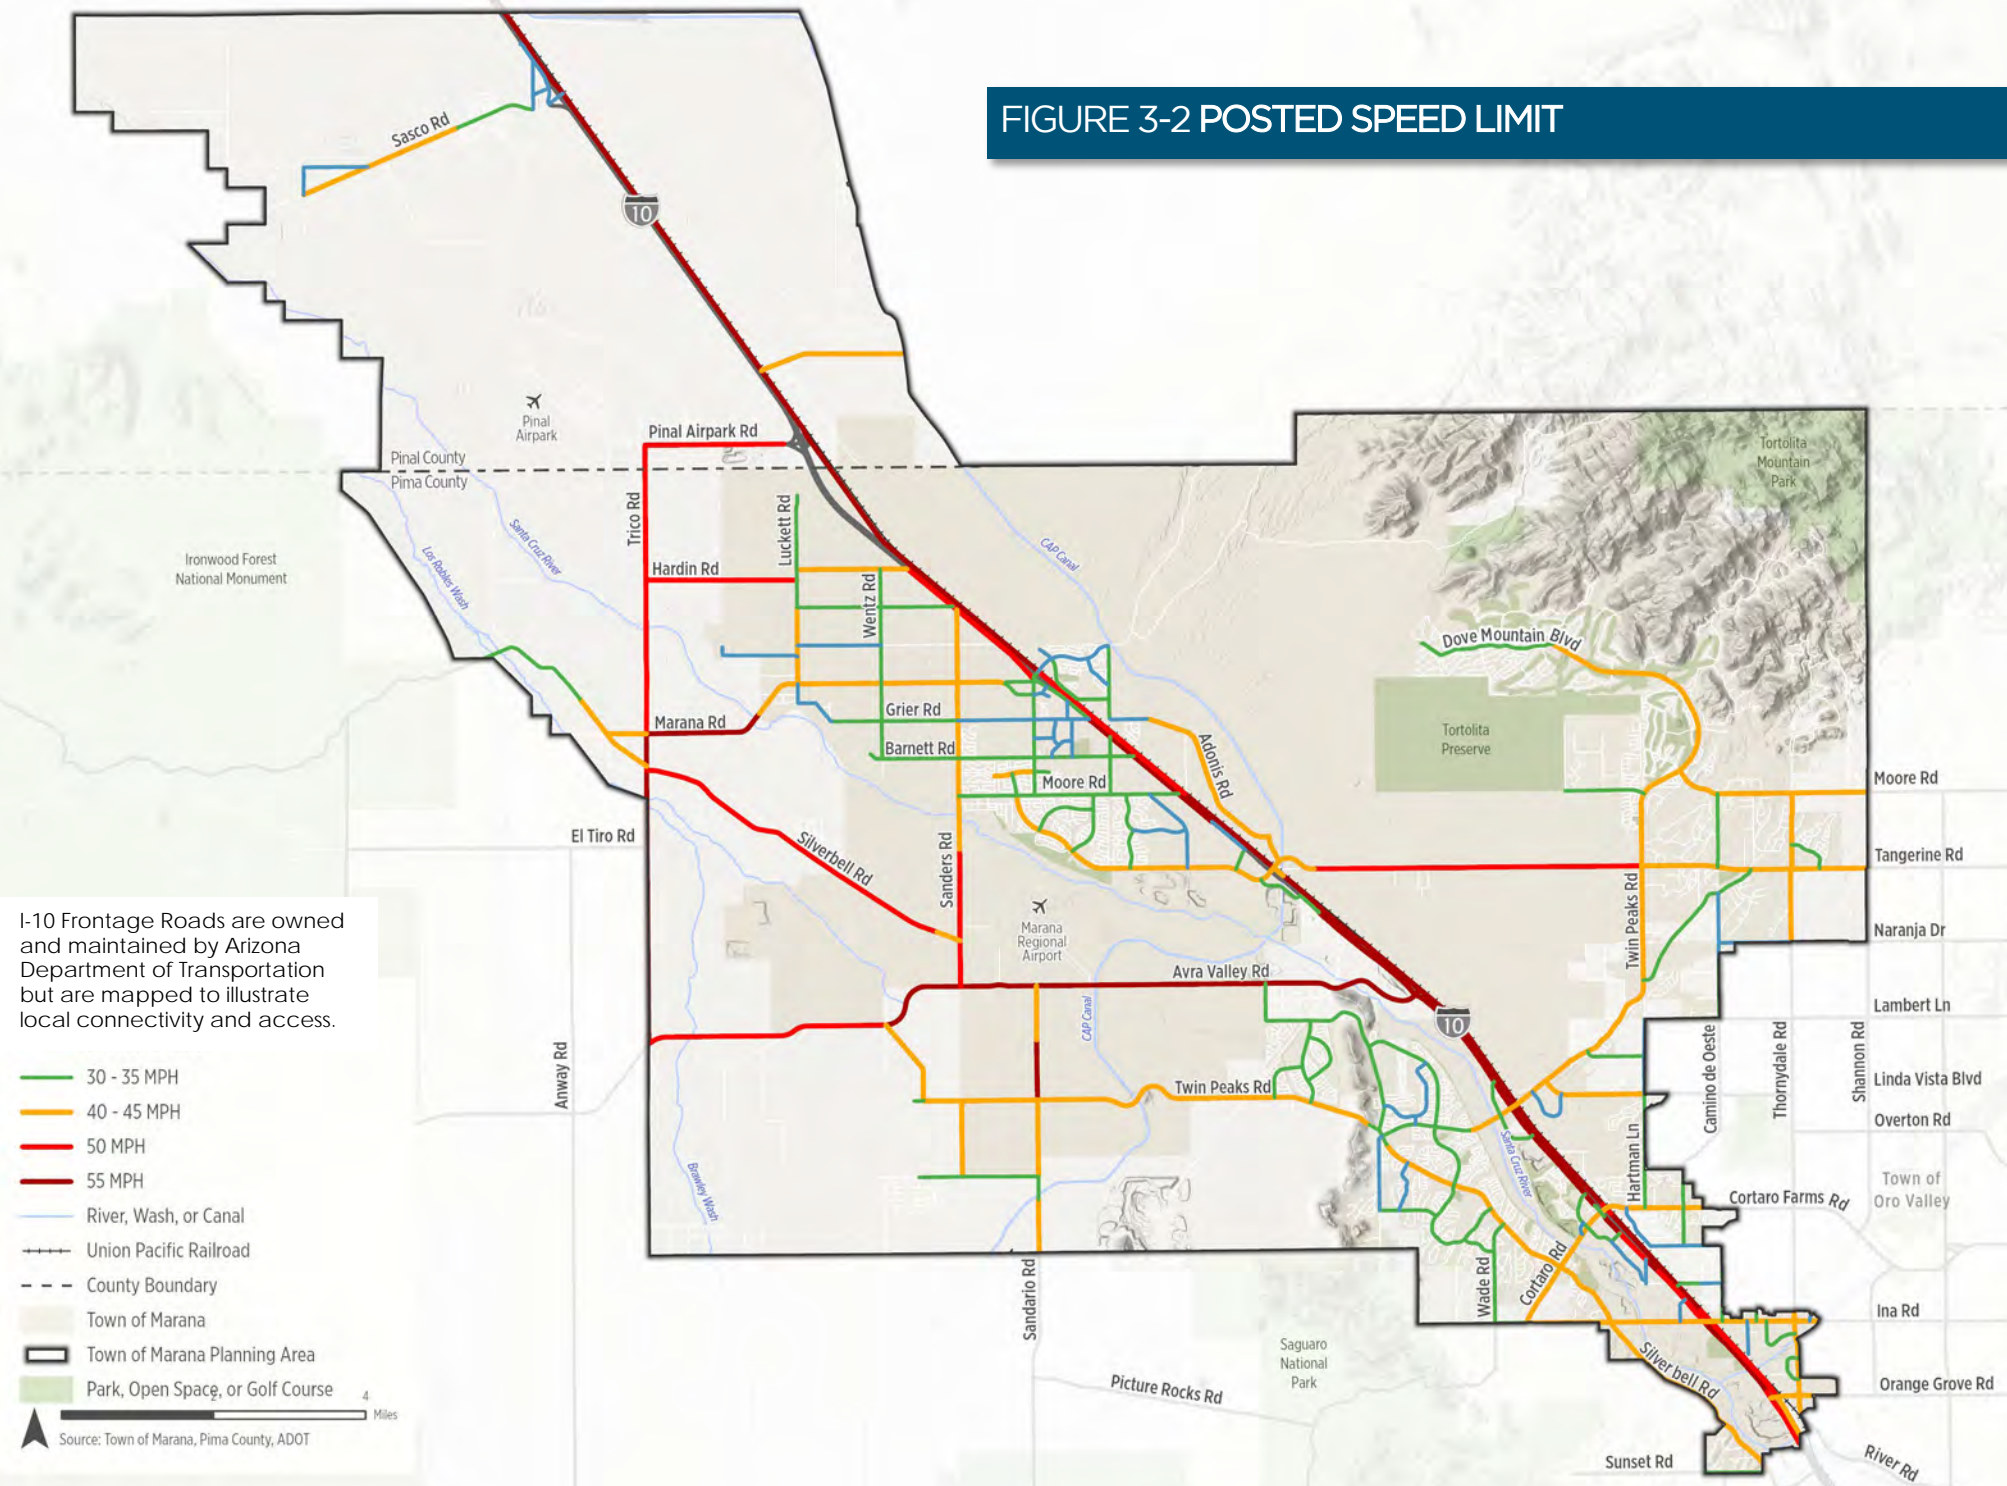 FIGURE 3-2 POSTED SPEED LIMIT
Sasco Rd
10
Pinal
Airpark
Pinal Airpark Rd
Pinal County
Pima County
Tortolita
Mountain
Park
Trico Rd
Luckett Rd
Santa Cruz River
Los Robles Wash
CAP Canal
Ironwood Forest
National Monument
Hardin Rd
Wentz Rd
Dove Mountain Blvd
Marana Rd
Grier Rd
Barnett Rd
Adonis Rd
Tortolita
Preserve
Moore Rd
Moore Rd
El Tiro Rd
Silverbell Rd
Sanders Rd
Tangerine Rd
Twin Peaks Rd
Marana
Regional
Airport
Naranja Dr
Avra Valley Rd
CAP Canal
10
Lambert Ln
Camino de Oeste
Thornydale Rd
Shannon Rd
Anway Rd
Twin Peaks Rd
Linda Vista Blvd
Overton Rd
Santa Cruz River
Hartman Ln
Brawley Wash
Town of
Oro Valley
Cortaro Farms Rd
Sandario Rd
Wade Rd
Cortaro Rd
Ina Rd
Saguaro
National
Park
Silverbell Rd
Picture Rocks Rd
Orange Grove Rd
Sunset Rd
River Rd
I-10 Frontage Roads are owned
and maintained by Arizona
Department of Transportation
but are mapped to illustrate
local connectivity and access.
30 - 35 MPH
40 - 45 MPH
50 MPH
55 MPH
River, Wash, or Canal
Union Pacific Railroad
County Boundary
Town of Marana
Town of Marana Planning Area
Park, Open Space, or Golf Course
2 4
Miles
Source: Town of Marana, Pima County, ADOT